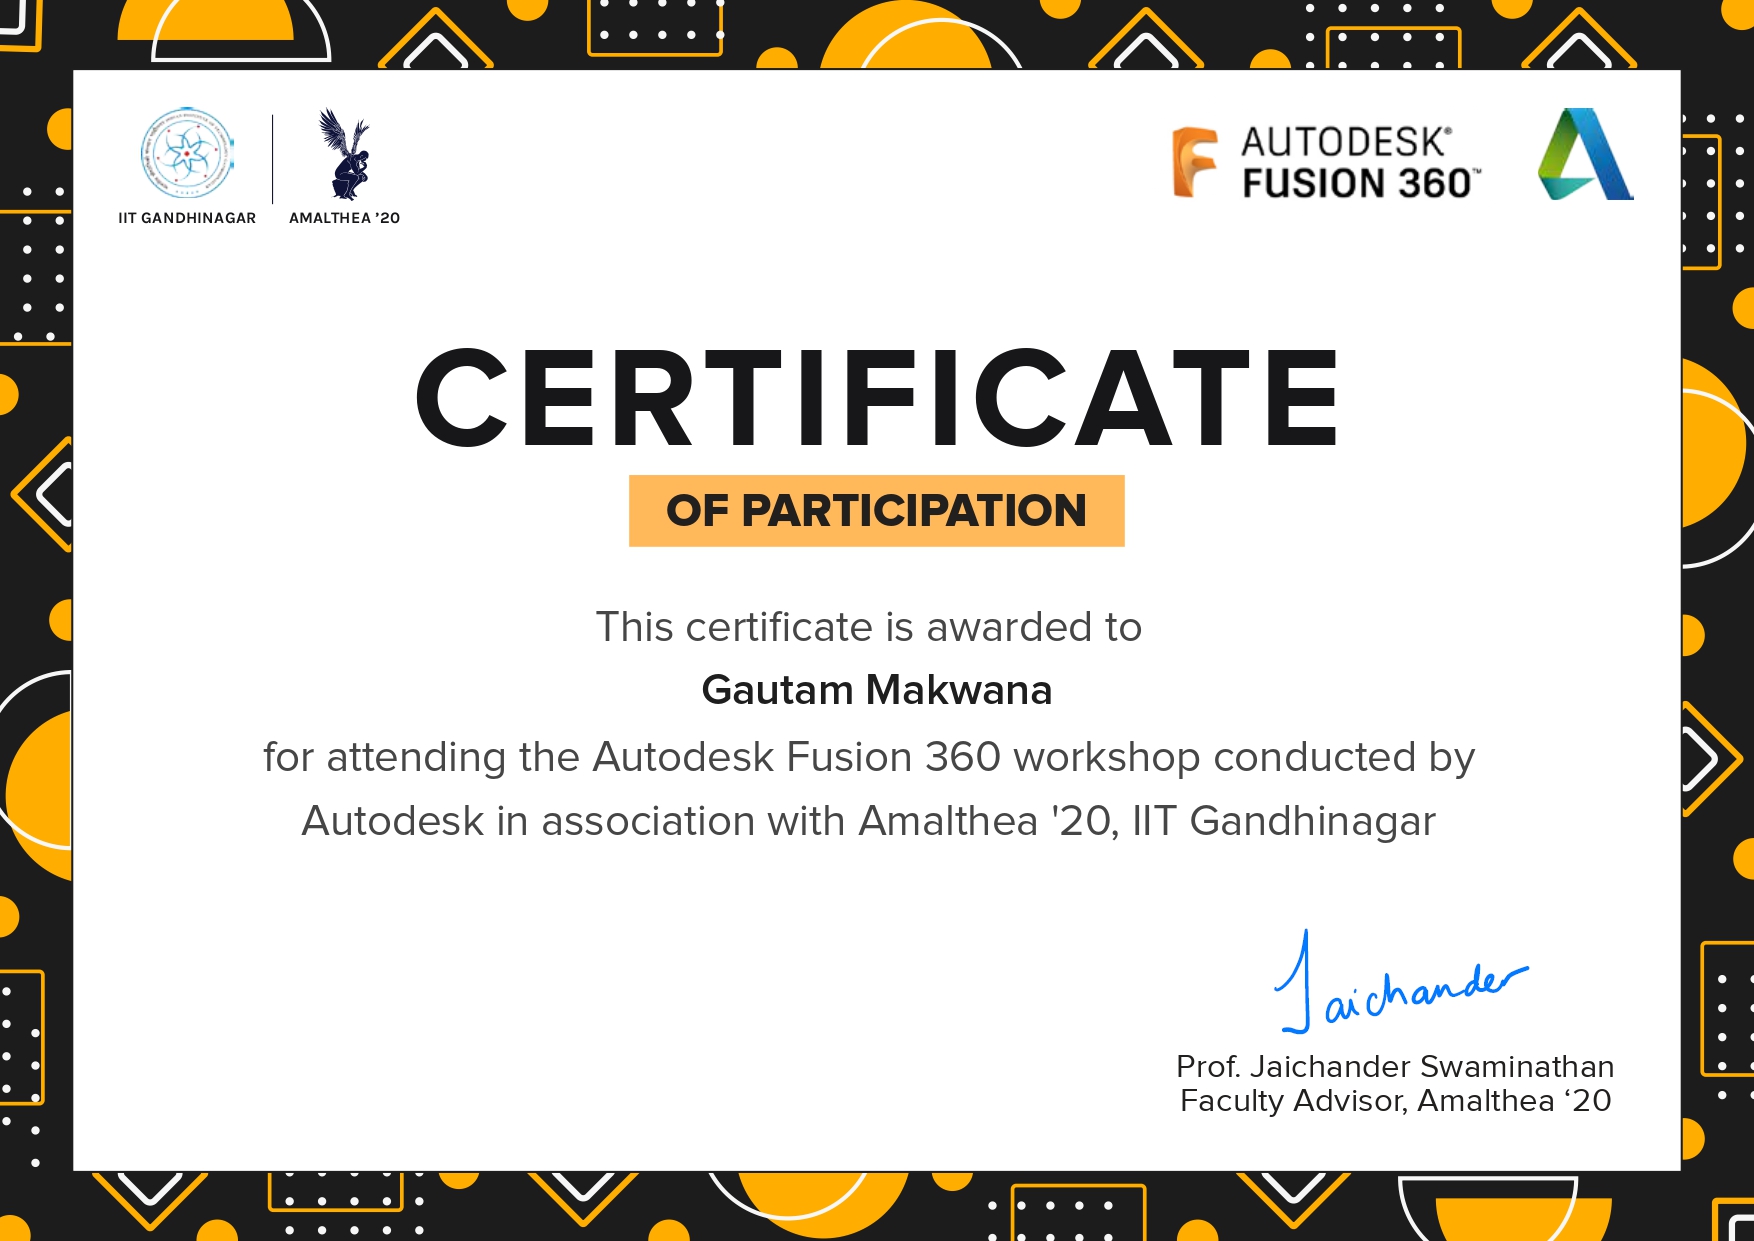 IIT GANDHINAGAR
AMALTHEA ’20
AUTODESK®
FUSION 360™
CERTIFICATE
OF PARTICIPATION
This certificate is awarded to
Gautam Makwana
for attending the Autodesk Fusion 360 workshop conducted by
Autodesk in association with Amalthea '20, IIT Gandhinagar
Jaichander
Prof. Jaichander Swaminathan
Faculty Advisor, Amalthea ‘20